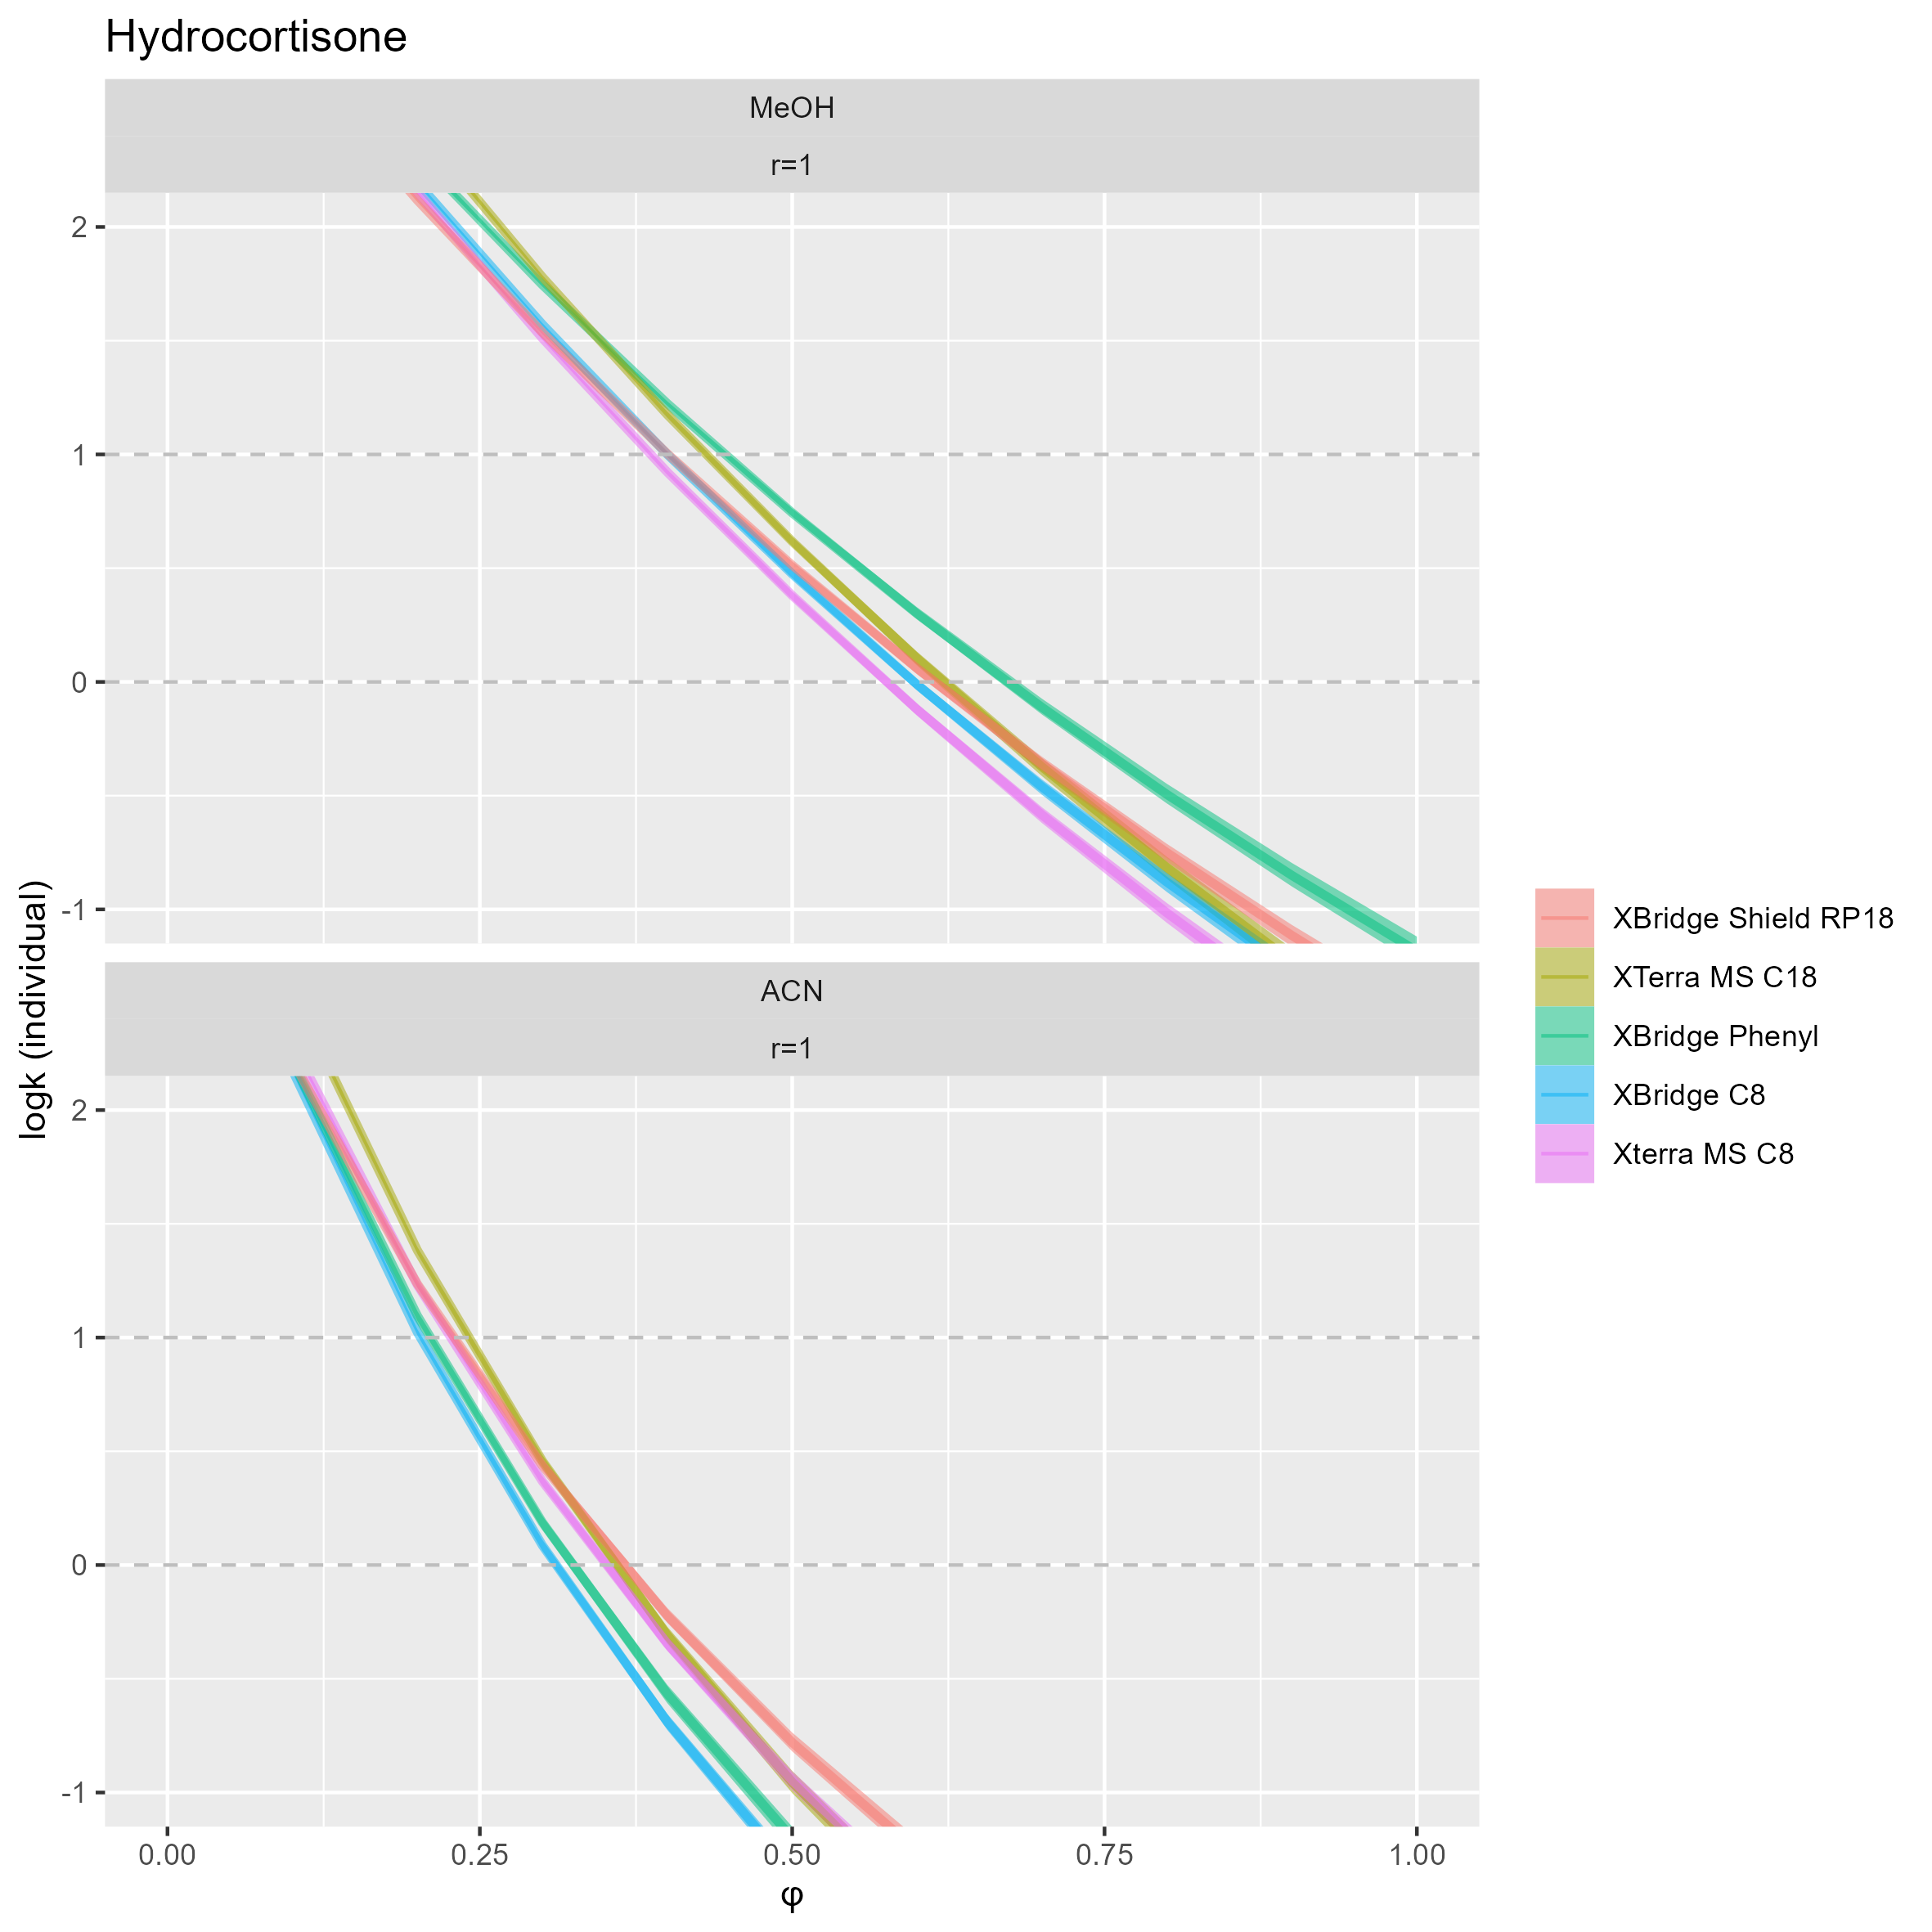 Hydrocortisone
MeOH
r=1
2
1
0
-1
ACN
r=1
2
1
0
-1
0.00 0.25 0.50 0.75 1.00
φ
logk (individual)
XBridge Shield RP18
XTerra MS C18
XBridge Phenyl
XBridge C8
Xterra MS C8